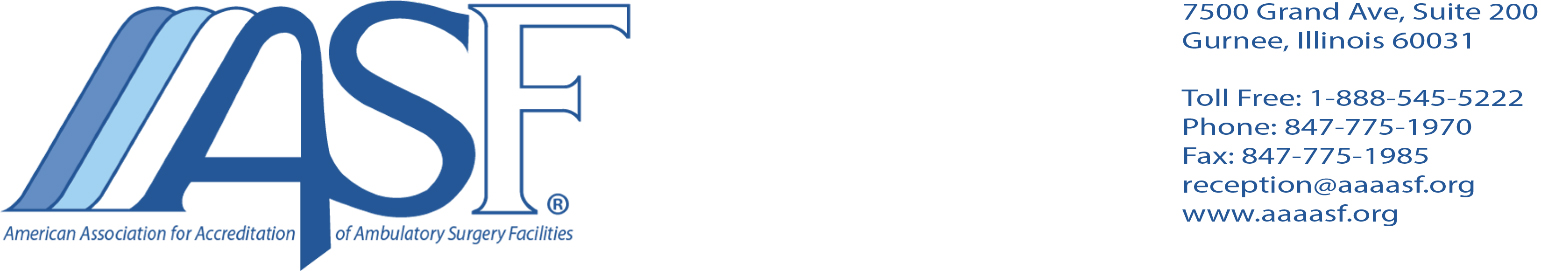 AAAASF®
American Association for Accreditation of Ambulatory Surgery Facilities
7500 Grand Ave, Suite 200
Gurnee, Illinois 60031
Toll Free: 1-888-545-5222
Phone: 847-775-1970
Fax: 847-775-1985
reception@aaaasf.org
www.aaaasf.org